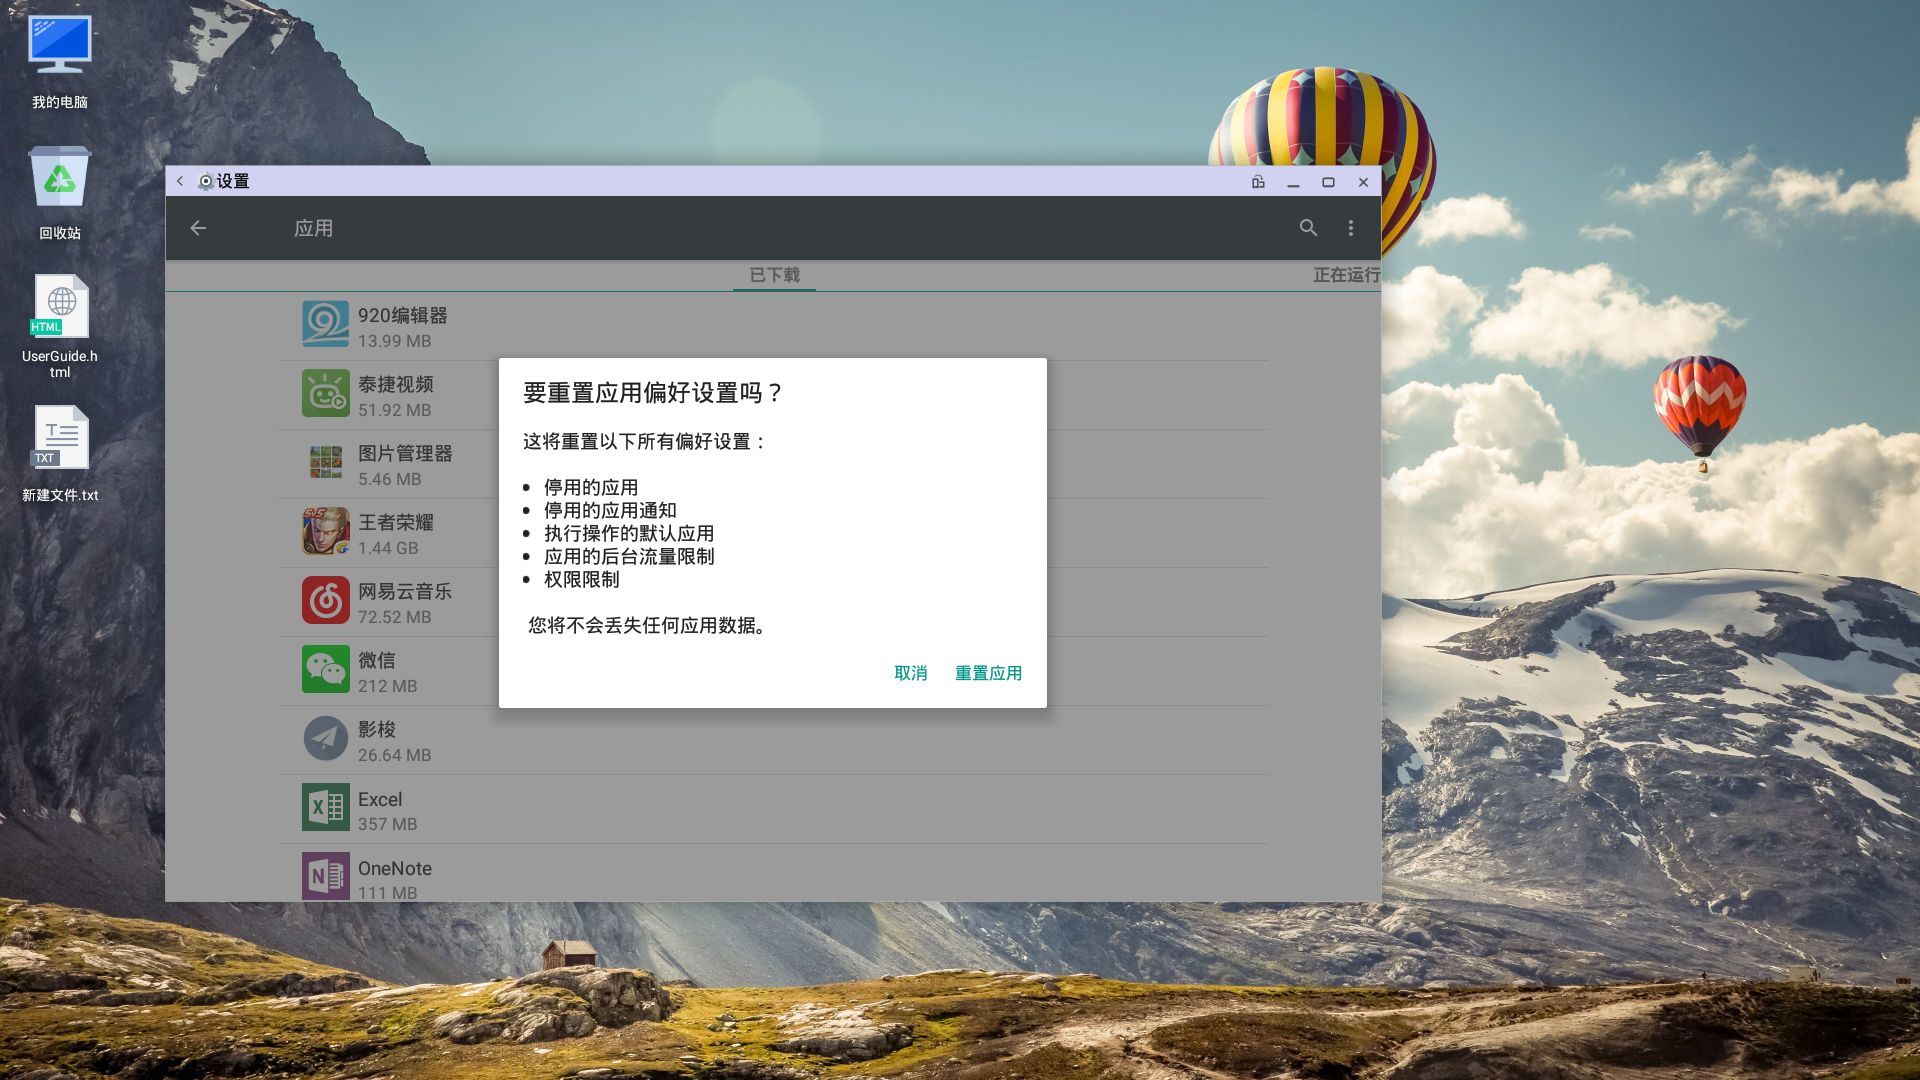 我的电脑
回收站
HTML
UserGuide.h
tml
TXT
新建文件.txt
设置
应用
已下载
正在运行
920编辑器
13.99 MB
泰捷视频
51.92 MB
图片管理器
5.46 MB
王者荣耀
1.44 GB
网易云音乐
72.52 MB
微信
212 MB
影梭
26.64 MB
Excel
357 MB
OneNote
111 MB
要重置应用偏好设置吗？
这将重置以下所有偏好设置：
• 停用的应用
• 停用的应用通知
• 执行操作的默认应用
• 应用的后台流量限制
• 权限限制
您将不会丢失任何应用数据。
取消
重置应用